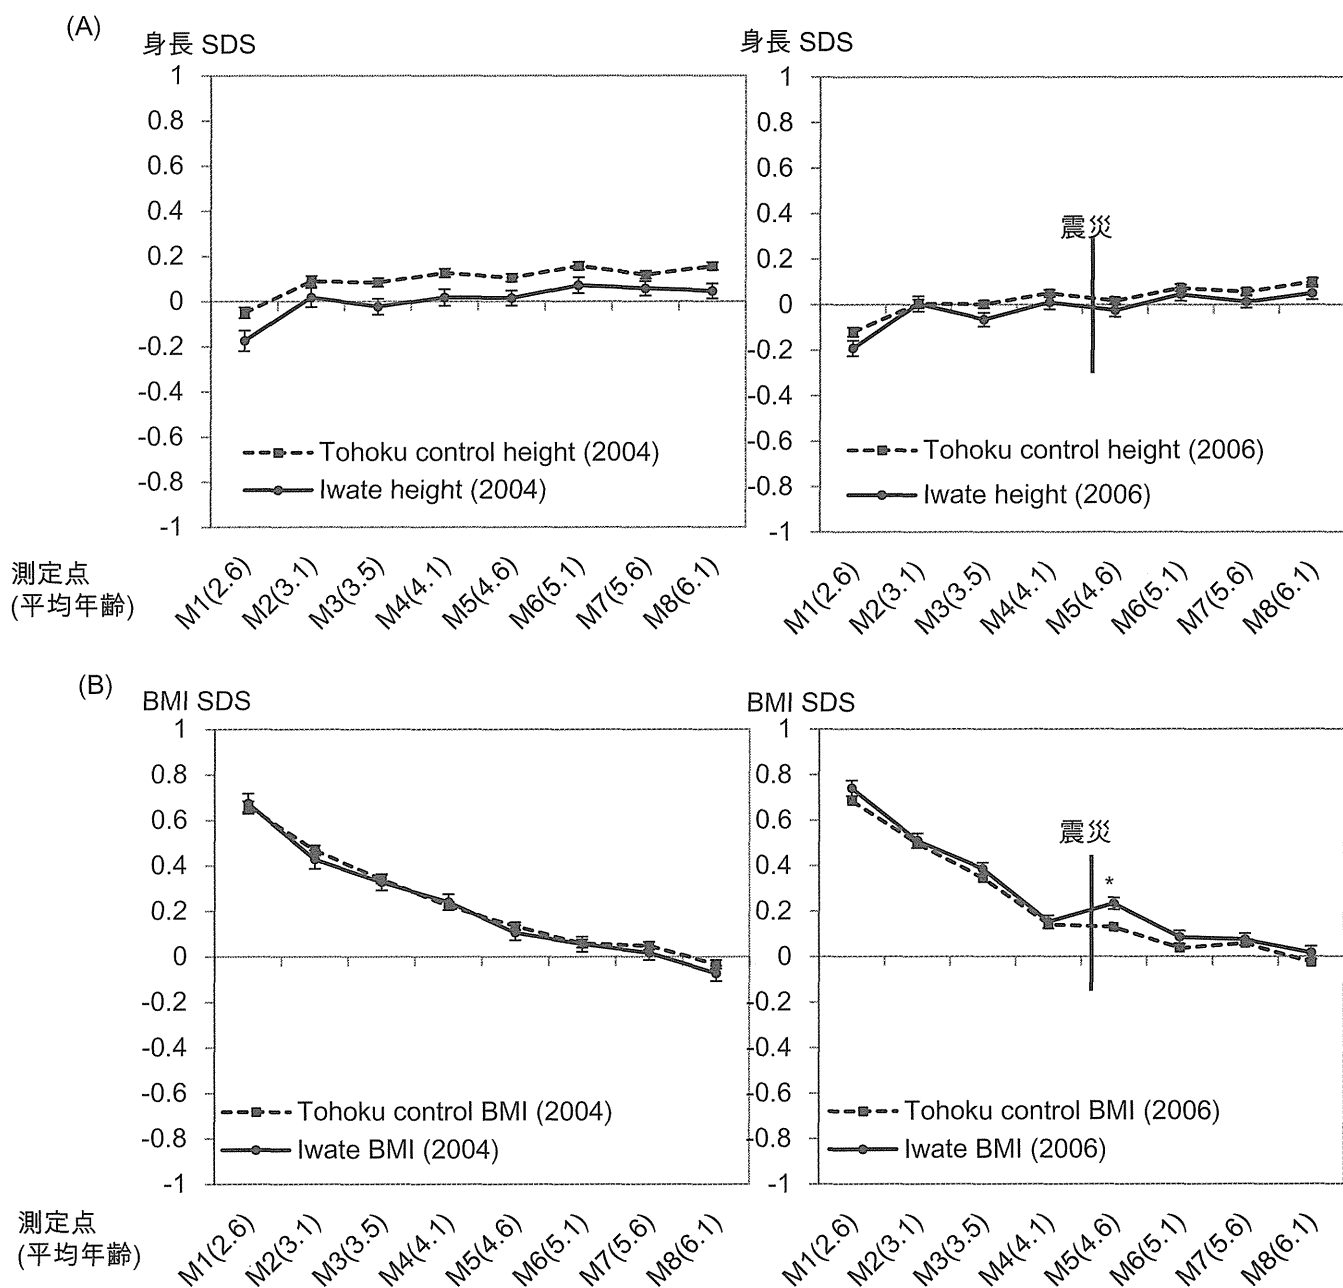 (A)
身長 SDS
1
0.8
0.6
0.4
0.2
0
-0.2
-0.4
-0.6
-0.8
-1
Tohoku control height (2004)
Iwate height (2004)
測定点
(平均年齢)
M1(2.6)
M2(3.1)
M3(3.5)
M4(4.1)
M5(4.6)
M6(5.1)
M7(5.6)
M8(6.1)
身長 SDS
1
0.8
0.6
0.4
0.2
0
-0.2
-0.4
-0.6
-0.8
-1
震災
Tohoku control height (2006)
Iwate height (2006)
M1(2.6)
M2(3.1)
M3(3.5)
M4(4.1)
M5(4.6)
M6(5.1)
M7(5.6)
M8(6.1)
(B)
BMI SDS
1
0.8
0.6
0.4
0.2
0
-0.2
-0.4
-0.6
-0.8
-1
Tohoku control BMI (2004)
Iwate BMI (2004)
測定点
(平均年齢)
M1(2.6)
M2(3.1)
M3(3.5)
M4(4.1)
M5(4.6)
M6(5.1)
M7(5.6)
M8(6.1)
BMI SDS
1
0.8
0.6
0.4
0.2
0
-0.2
-0.4
-0.6
-0.8
-1
震災
*
Tohoku control BMI (2006)
Iwate BMI (2006)
M1(2.6)
M2(3.1)
M3(3.5)
M4(4.1)
M5(4.6)
M6(5.1)
M7(5.6)
M8(6.1)